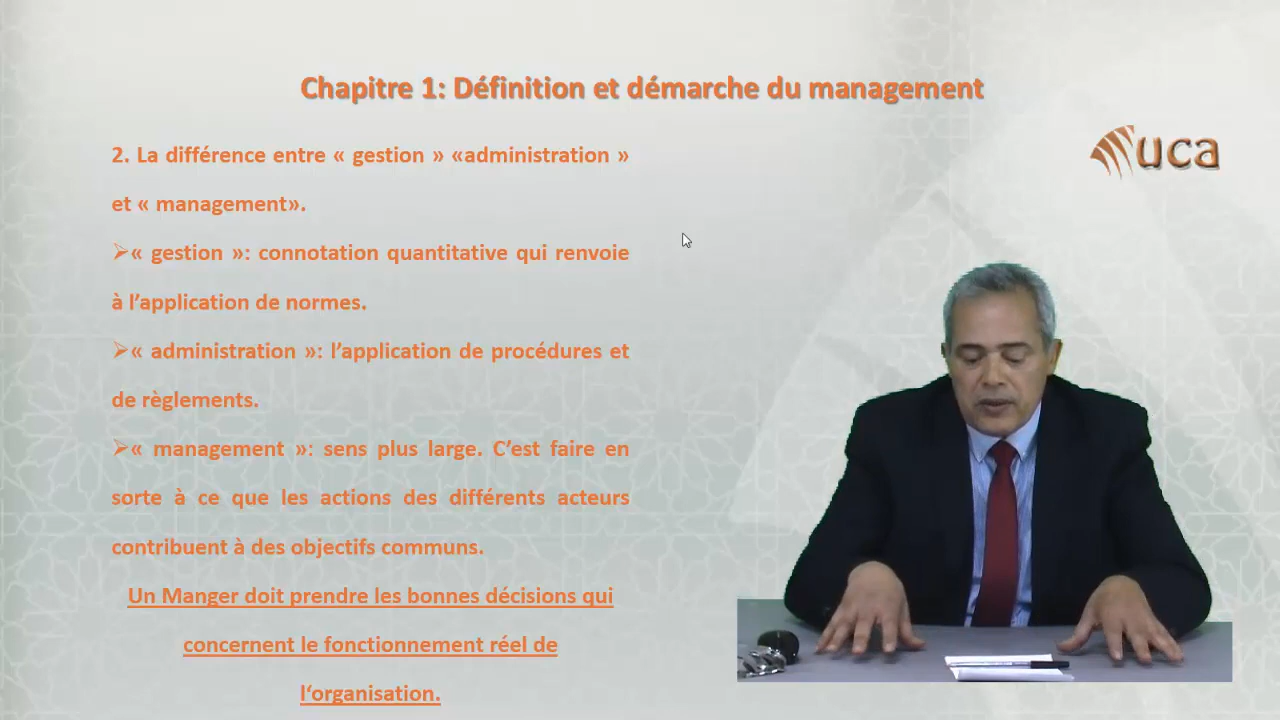 Chapitre 1: Définition et démarche du management
2. La différence entre « gestion » «administration »
et « management».
➢« gestion »: connotation quantitative qui renvoie
à l’application de normes.
➢« administration »: l’application de procédures et
de règlements.
➢« management »: sens plus large. C’est faire en
sorte à ce que les actions des différents acteurs
contribuent à des objectifs communs.
Un Manger doit prendre les bonnes décisions qui
concernent le fonctionnement réel de
l‘organisation.
uca